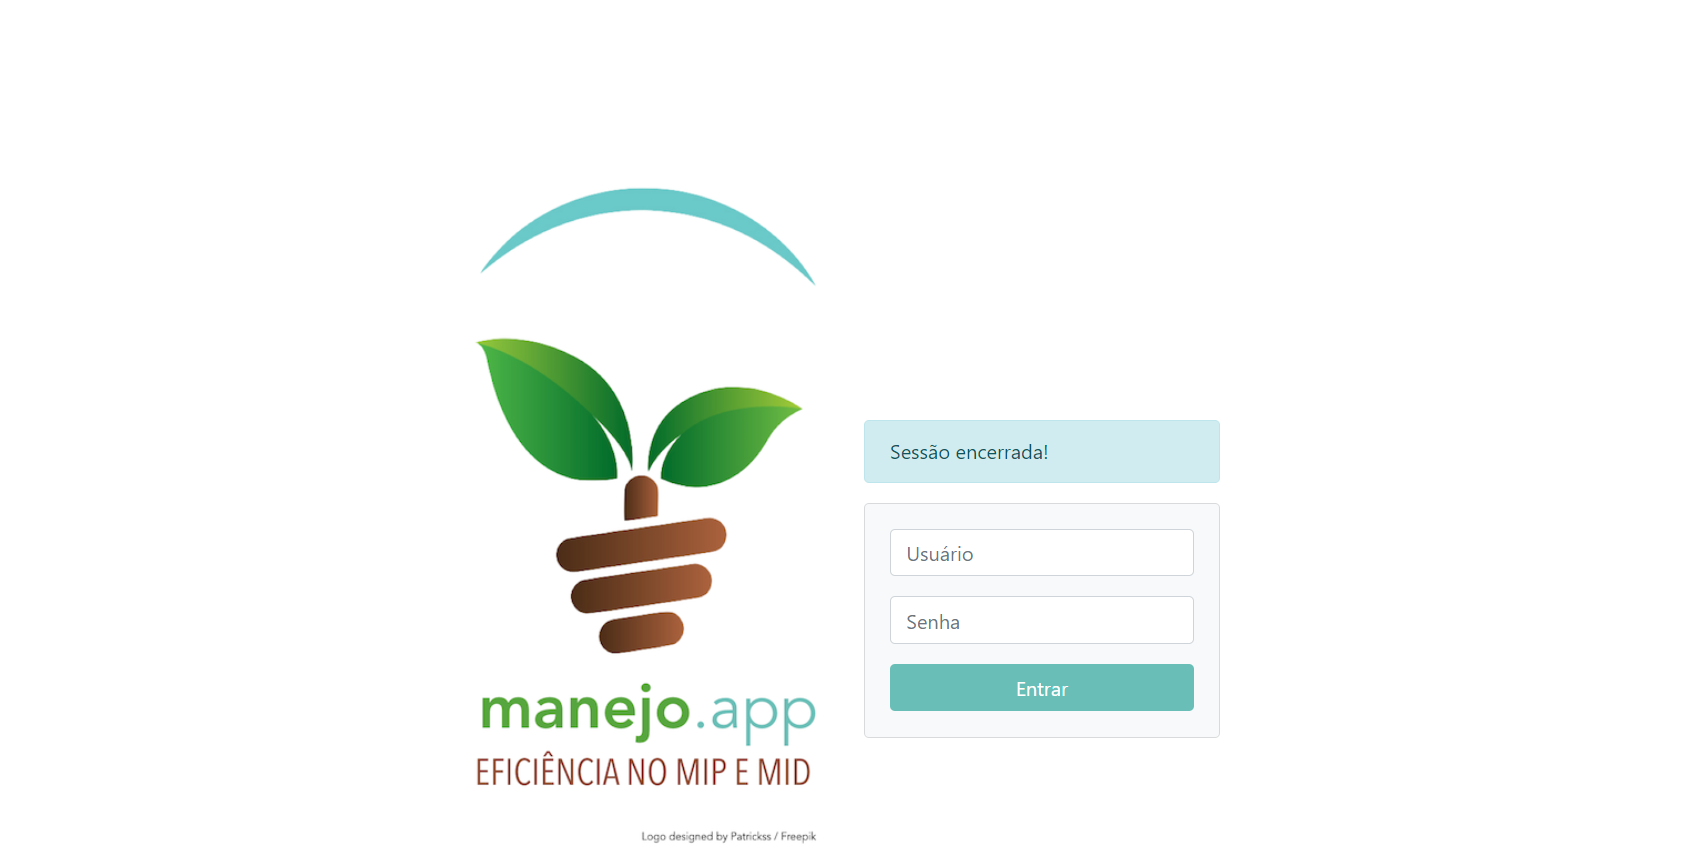 manejo.app
EFICIÊNCIA NO MIP E MID
Logo designed by Patrickss / Freepik
Sessão encerrada!
Usuário
Senha
Entrar